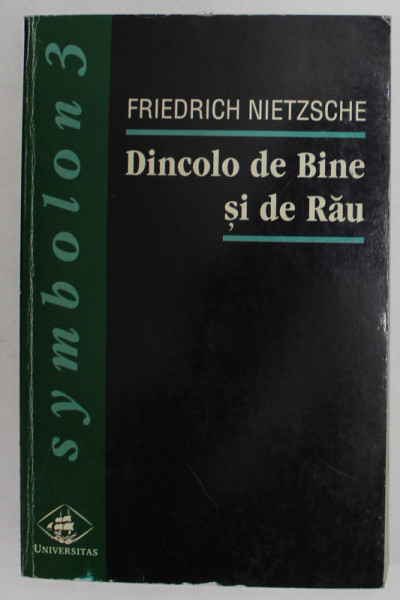 FRIEDRICH NIETZSCHE
Dincolo de Bine
și de Rău
symbolon 3
UNIVERSITAS